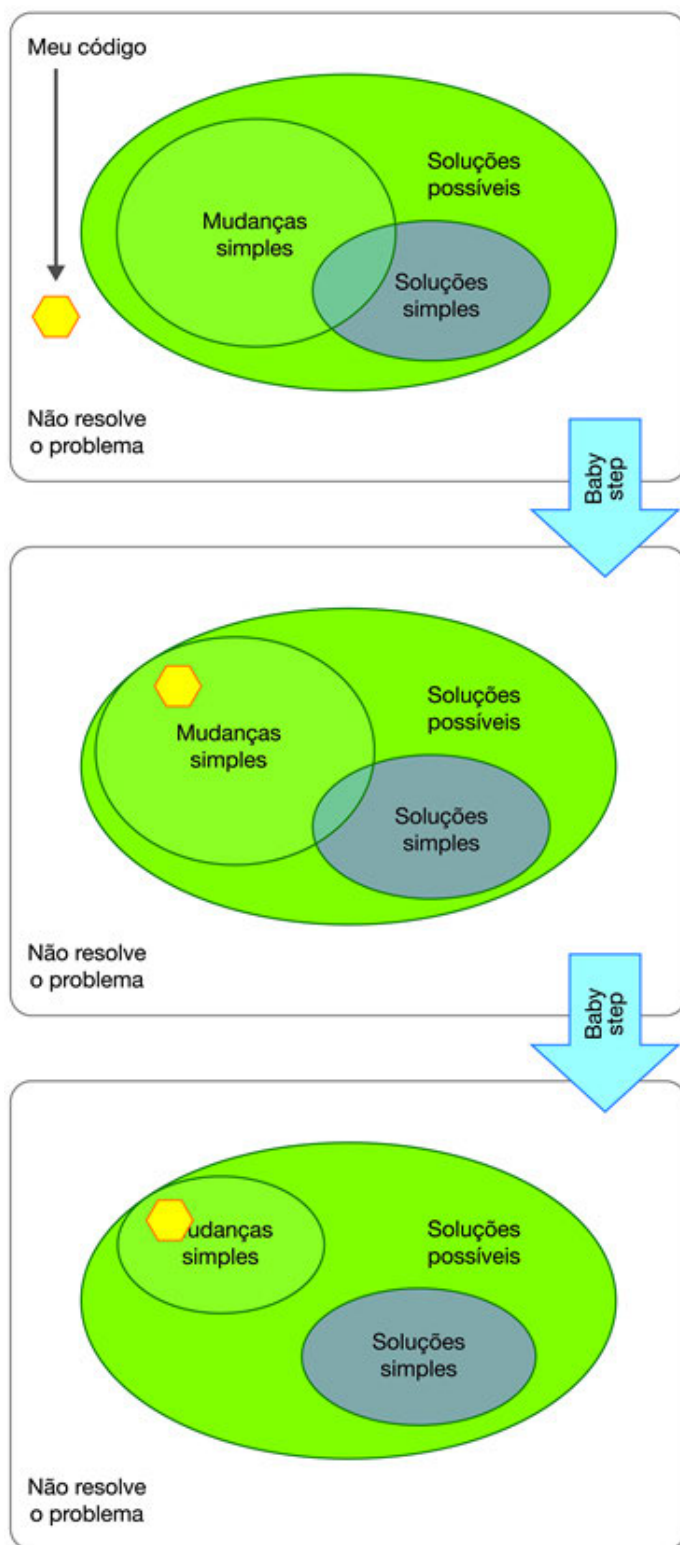 Meu código
Soluções
possíveis
Mudanças
simples
Soluções
simples
Não resolve
o problema
Baby
step
Soluções
possíveis
Mudanças
simples
Soluções
simples
Não resolve
o problema
Baby
step
Soluções
possíveis
udanças
simples
Soluções
simples
Não resolve
o problema